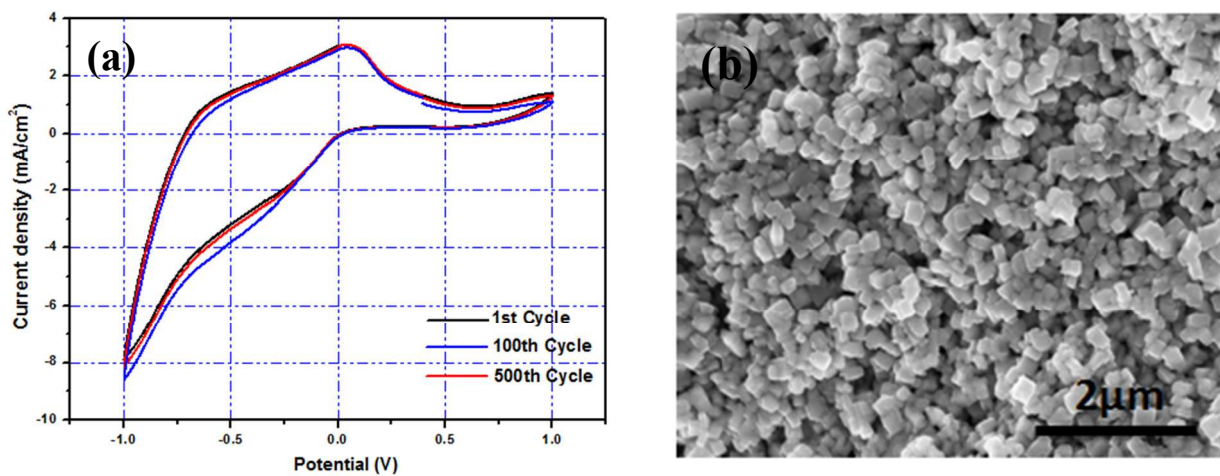 (a)
4
2
0
-2
-4
-6
-8
-10
Current density (mA/cm²)
-1.0 -0.5 0.0 0.5 1.0
Potential (V)
1st Cycle
100th Cycle
500th Cycle
(b)
2μm